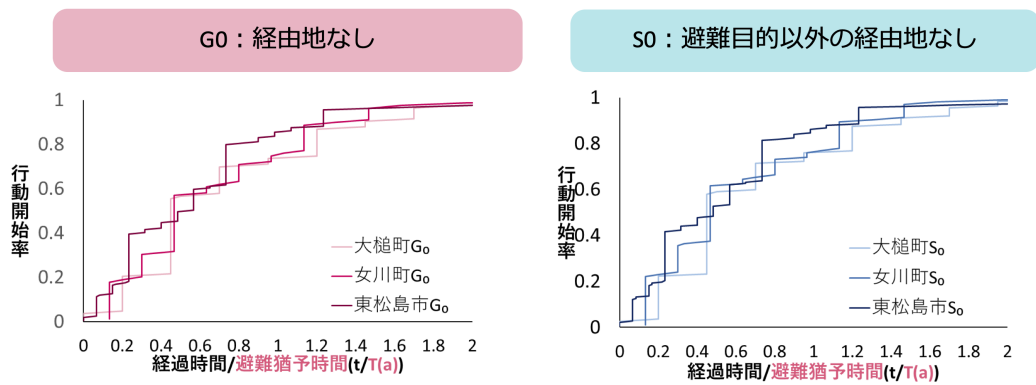 G0：経由地なし
S0：避難目的以外の経由地なし
行動開始率
1
0.8
0.6
0.4
0.2
0
大槌町G₀
女川町G₀
東松島市G₀
0 0.2 0.4 0.6 0.8 1 1.2 1.4 1.6 1.8 2
経過時間/避難猶予時間(t/T(a))
行動開始率
1
0.8
0.6
0.4
0.2
0
大槌町S₀
女川町S₀
東松島市S₀
0 0.2 0.4 0.6 0.8 1 1.2 1.4 1.6 1.8 2
経過時間/避難猶予時間(t/T(a))